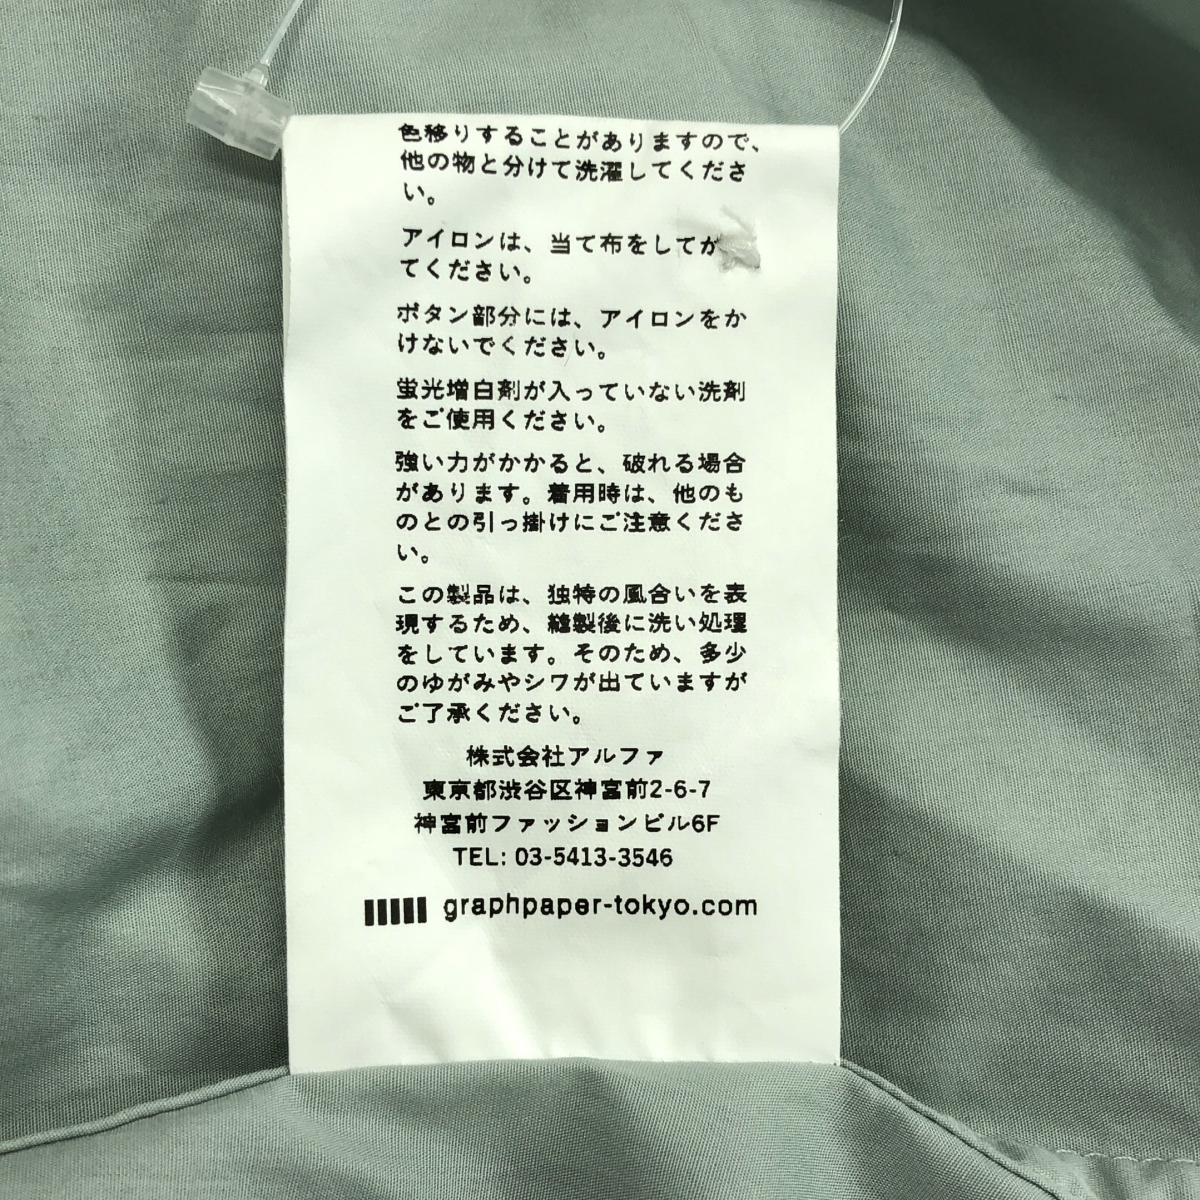 色移りすることがありますので、
他の物と分けて洗濯してくださ
い。
アイロンは、当て布をしてか
てください。
ボタン部分には、アイロンをか
けないでください。
蛍光増白剤が入っていない洗剤
をご使用ください。
強い力がかかると、破れる場合
があります。着用時は、他のも
のとの引っ掛けにご注意くださ
い。
この製品は、独特の風合いを表
現するため、縫製後に洗い処理
をしています。そのため、多少
のゆがみやシワが出ていますが
ご了承ください。
株式会社アルファ
東京都渋谷区神宮前2-6-7
神宮前ファッションビル6F
TEL: 03-5413-3546
graphpaper-tokyo.com